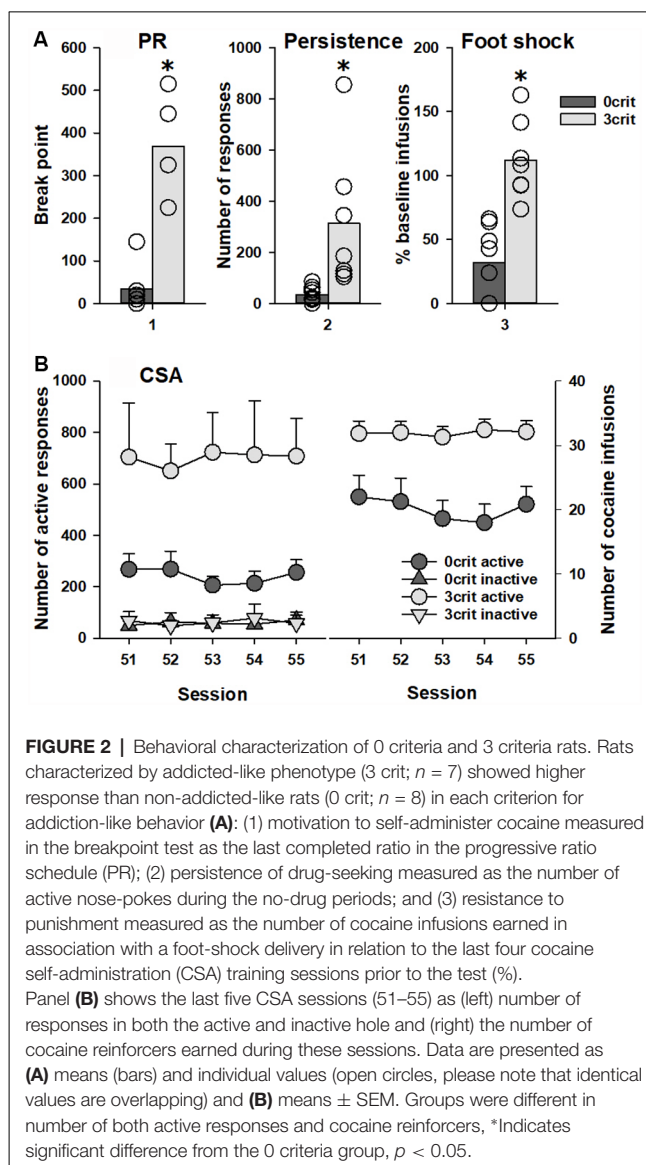 A
PR
Persistence
Foot shock
600
500
400
300
200
100
0
Break point
*
1
1000
800
600
400
200
0
Number of responses
*
2
200
150
100
50
0
% baseline infusions
*
3
0crit
3crit
B
CSA
1000
800
600
400
200
0
Number of active responses
51 52 53 54 55
Session
40
30
20
10
0
Number of cocaine infusions
0crit active
0crit inactive
3crit active
3crit inactive
51 52 53 54 55
Session
FIGURE 2 | Behavioral characterization of 0 criteria and 3 criteria rats. Rats
characterized by addicted-like phenotype (3 crit; n = 7) showed higher
response than non-addicted-like rats (0 crit; n = 8) in each criterion for
addiction-like behavior (A): (1) motivation to self-administer cocaine measured
in the breakpoint test as the last completed ratio in the progressive ratio
schedule (PR); (2) persistence of drug-seeking measured as the number of
active nose-pokes during the no-drug periods; and (3) resistance to
punishment measured as the number of cocaine infusions earned in
association with a foot-shock delivery in relation to the last four cocaine
self-administration (CSA) training sessions prior to the test (%).
Panel (B) shows the last five CSA sessions (51–55) as (left) number of
responses in both the active and inactive hole and (right) the number of
cocaine reinforcers earned during these sessions. Data are presented as
(A) means (bars) and individual values (open circles, please note that identical
values are overlapping) and (B) means ± SEM. Groups were different in
number of both active responses and cocaine reinforcers, *Indicates
significant difference from the 0 criteria group, p < 0.05.